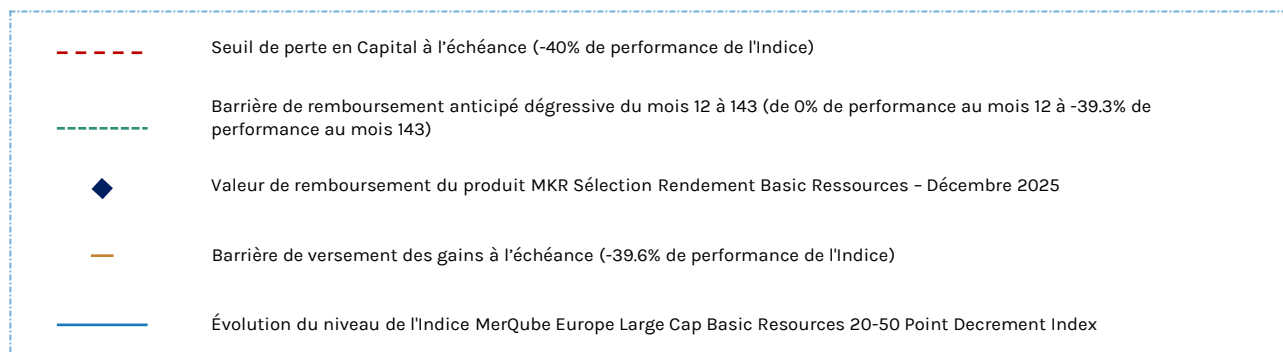 Seuil de perte en Capital à l’échéance (-40% de performance de l'Indice)
Barrière de remboursement anticipé dégressive du mois 12 à 143 (de 0% de performance au mois 12 à -39.3% de
performance au mois 143)
Valeur de remboursement du produit MKR Sélection Rendement Basic Ressources – Décembre 2025
Barrière de versement des gains à l’échéance (-39.6% de performance de l'Indice)
Évolution du niveau de l'Indice MerQube Europe Large Cap Basic Resources 20-50 Point Decrement Index